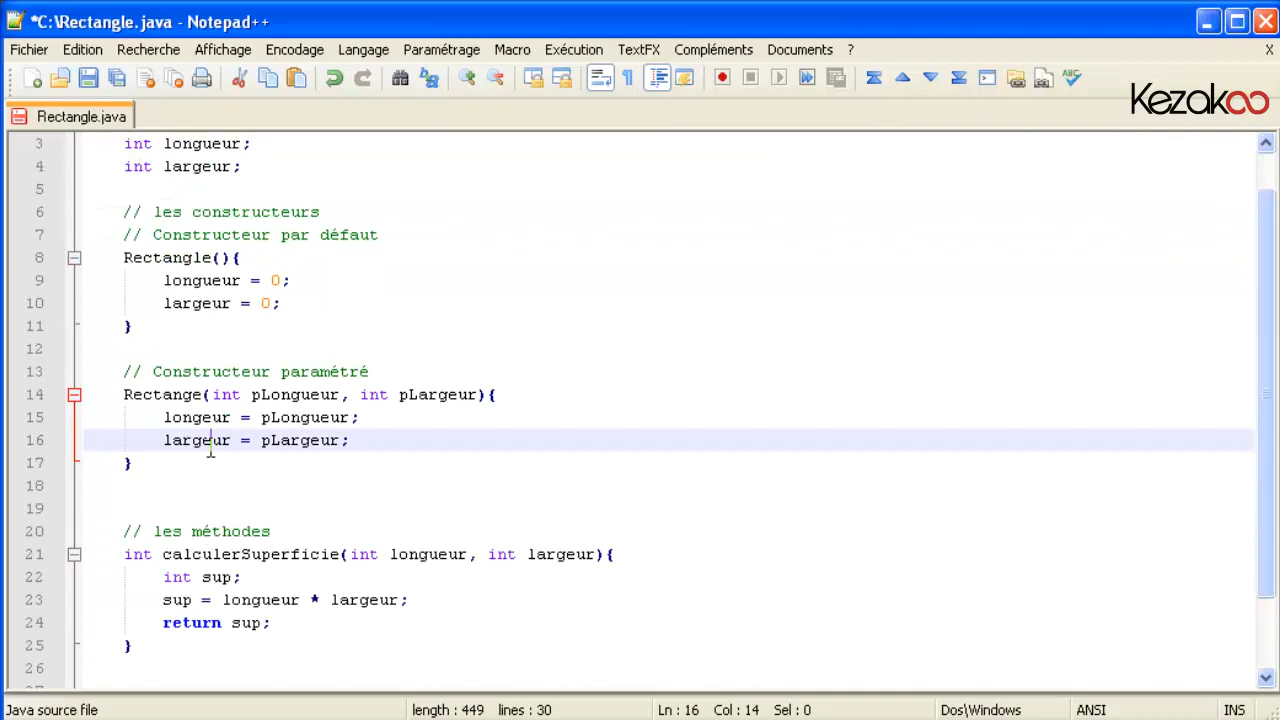 *C:\Rectangle.java - Notepad++
Fichier Edition Recherche Affichage Encodage Langage Paramétrage Macro Exécution TextFX Compléments Documents ? X
Kezakoo
Rectangle.java
3 int longueur;
4 int largeur;
5
6 // les constructeurs
7 // Constructeur par défaut
8 Rectangle(){
9 longueur = 0;
10 largeur = 0;
11 }
12
13 // Constructeur paramétré
14 Rectange(int pLongueur, int pLargeur){
15 longeur = pLongueur;
16 largeur = pLargeur;
17 }
18
19
20 // les méthodes
21 int calculerSuperficie(int longueur, int largeur){
22 int sup;
23 sup = longueur * largeur;
24 return sup;
25 }
26
Java source file length : 449 lines : 30 Ln : 16 Col : 14 Sel : 0 Dos\Windows ANSI INS